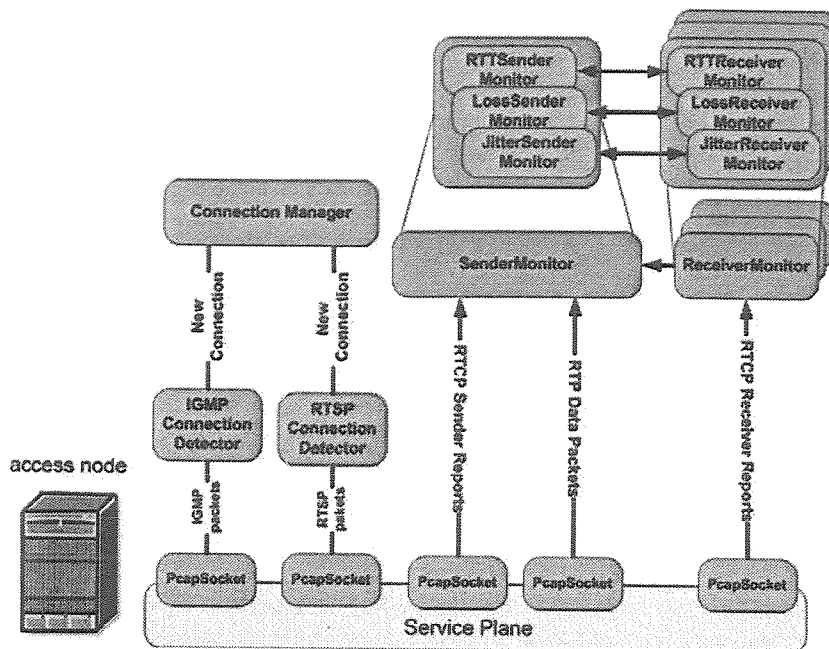 RTTSender
Monitor
LossSender
Monitor
JitterSender
Monitor
RTTReceiver
Monitor
LossReceiver
Monitor
JitterReceiver
Monitor
Connection Manager
SenderMonitor
ReceiverMonitor
New
Connection
New
Connection
RTCP Sender Reports
RTP Data Packets
RTCP Receiver Reports
IGMP
Connection
Detector
RTSP
Connection
Detector
access node
IGMP
packets
RTSP
pakets
PcapSocket
PcapSocket
PcapSocket
PcapSocket
PcapSocket
Service Plane